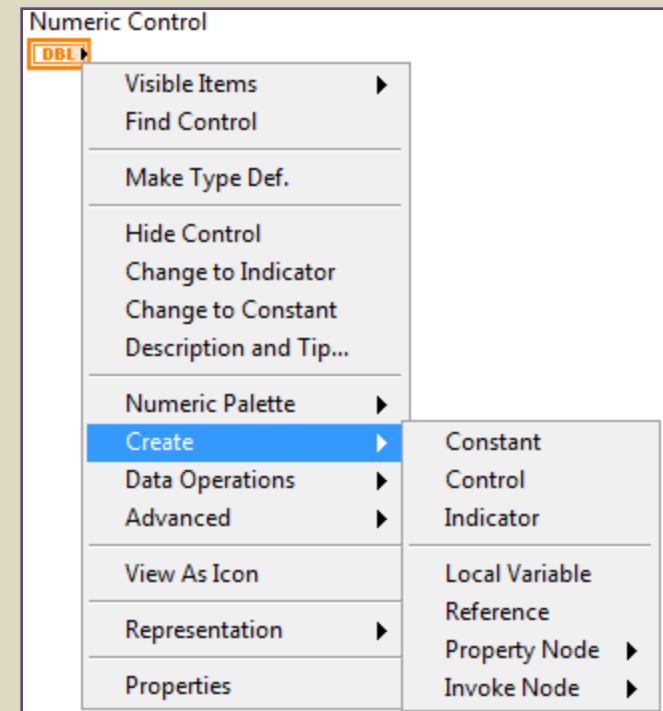 Numeric Control
DBL
Visible Items
Find Control
Make Type Def.
Hide Control
Change to Indicator
Change to Constant
Description and Tip...
Numeric Palette
Create
Data Operations
Advanced
View As Icon
Representation
Properties
Constant
Control
Indicator
Local Variable
Reference
Property Node
Invoke Node